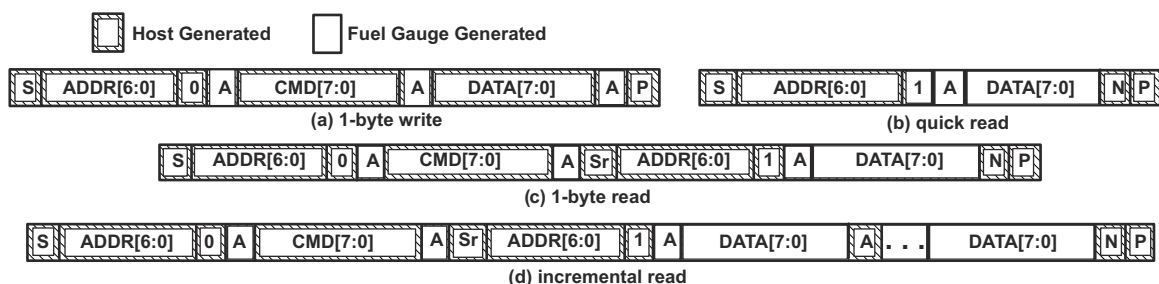 Host Generated Fuel Gauge Generated
S ADDR[6:0] 0 A CMD[7:0] A DATA[7:0] A P
(a) 1-byte write
S ADDR[6:0] 1 A DATA[7:0] N P
(b) quick read
S ADDR[6:0] 0 A CMD[7:0] A Sr ADDR[6:0] 1 A DATA[7:0] N P
(c) 1-byte read
S ADDR[6:0] 0 A CMD[7:0] A Sr ADDR[6:0] 1 A DATA[7:0] A . . . DATA[7:0] N P
(d) incremental read